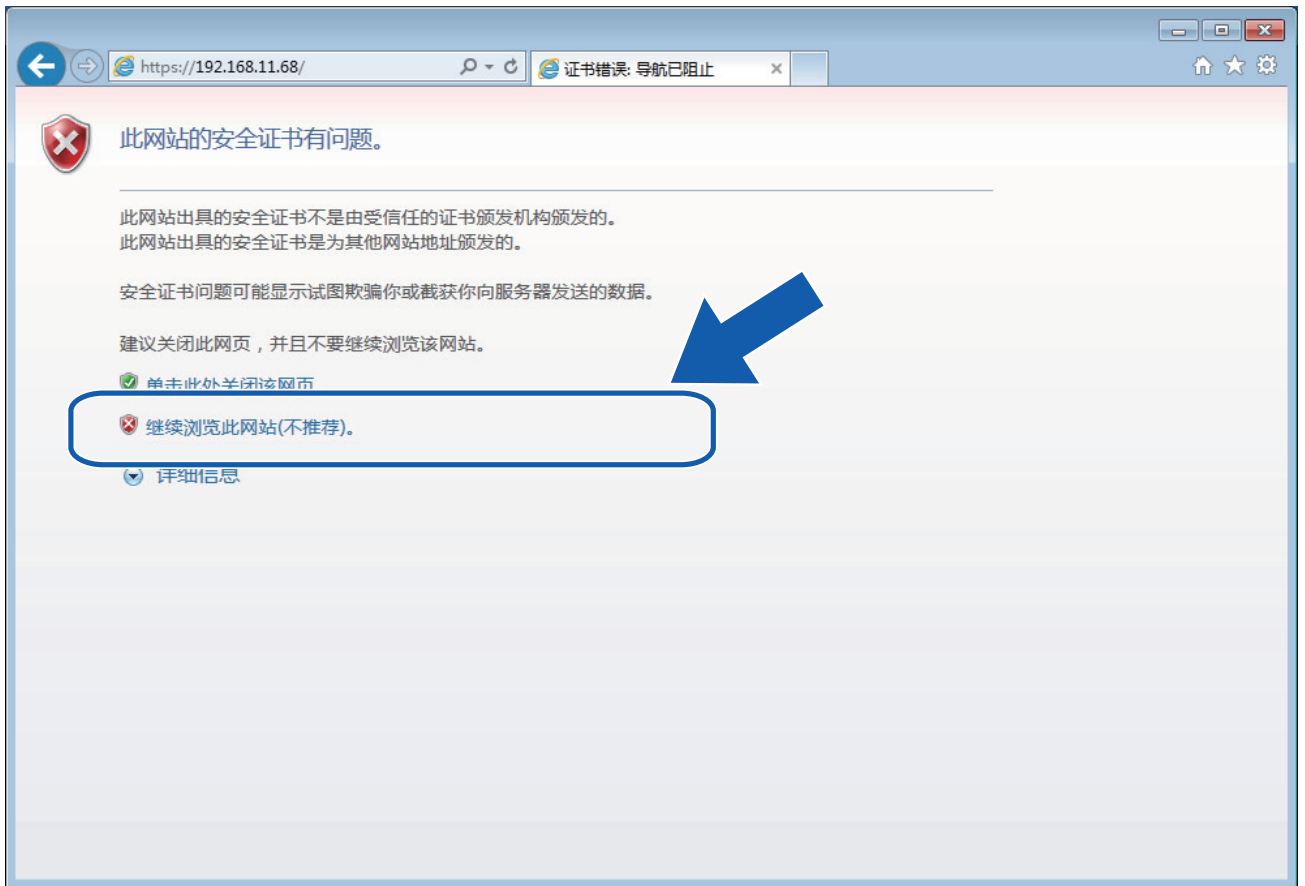 https://192.168.11.68/
证书错误: 导航已阻止
此网站的安全证书有问题。
此网站出具的安全证书不是由受信任的证书颁发机构颁发的。
此网站出具的安全证书是为其他网站地址颁发的。
安全证书问题可能显示试图欺骗你或截获你向服务器发送的数据。
建议关闭此网页，并且不要继续浏览该网站。
单击此处关闭该网页
继续浏览此网站(不推荐)。
详细信息